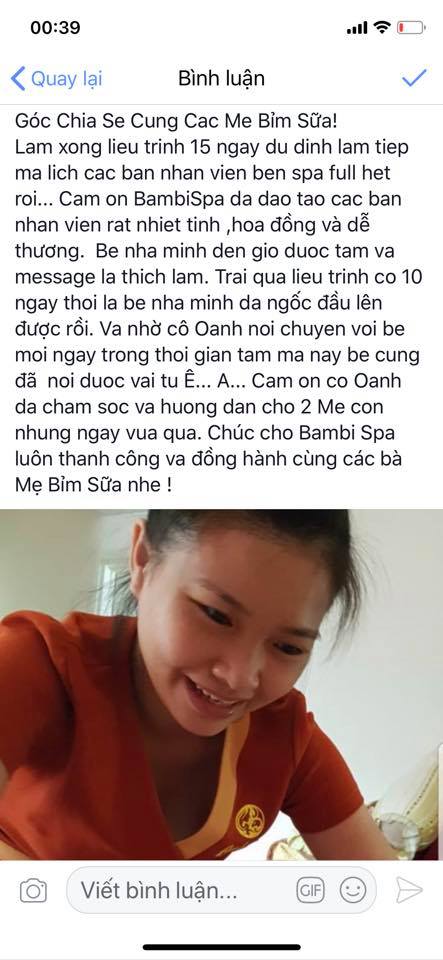 00:39
Quay lại
Bình luận
Góc Chia Se Cung Cac Me Bỉm Sữa!
Lam xong lieu trinh 15 ngay du dinh lam tiep
ma lich cac ban nhan vien ben spa full het
roi... Cam on BambiSpa da dao tao cac ban
nhan vien rat nhiet tinh ,hoa đồng và dễ
thương.  Be nha minh den gio duoc tam va
message la thich lam. Trai qua lieu trinh co 10
ngay thoi la be nha minh da ngốc đầu lên
được rồi. Va nhờ cô Oanh noi chuyen voi be
moi ngay trong thoi gian tam ma nay be cung
đã  noi duoc vai tu Ê... A... Cam on co Oanh
da cham soc va huong dan cho 2 Me con
nhung ngay vua qua. Chúc cho Bambi Spa
luôn thanh công va đồng hành cùng các bà
Mẹ Bỉm Sữa nhe !
Viết bình luận...
GIF